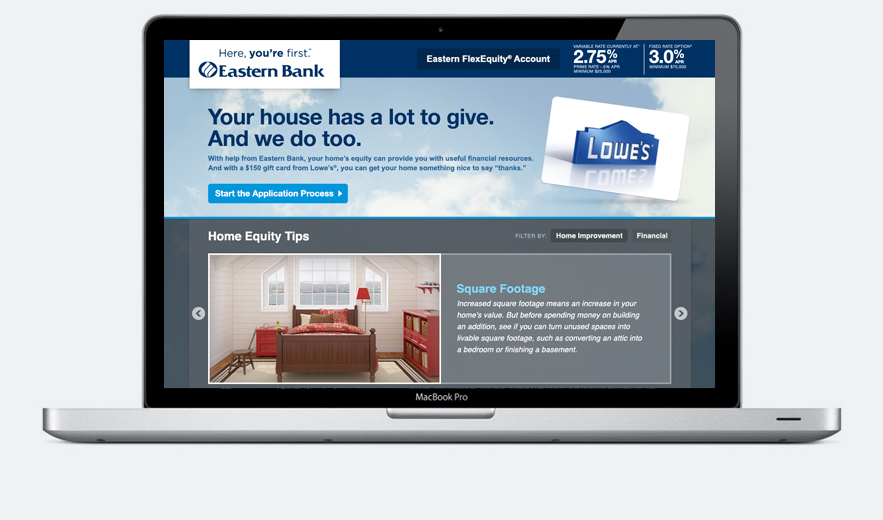 Here, you're first.™
Eastern Bank
Eastern FlexEquity® Account
VARIABLE RATE CURRENTLY AT¹
2.75% APR
PRIME RATE - .5% APR
MINIMUM $25,000
FIXED RATE OPTION²
3.0% APR
MINIMUM $70,000
Your house has a lot to give.
And we do too.
With help from Eastern Bank, your home's equity can provide you with useful financial resources.
And with a $150 gift card from Lowe's®, you can get your home something nice to say "thanks."
Start the Application Process
LOWE'S
Home Equity Tips
FILTER BY:
Home Improvement
Financial
Square Footage
Increased square footage means an increase in your
home's value. But before spending money on building
an addition, see if you can turn unused spaces into
livable square footage, such as converting an attic into
a bedroom or finishing a basement.
MacBook Pro